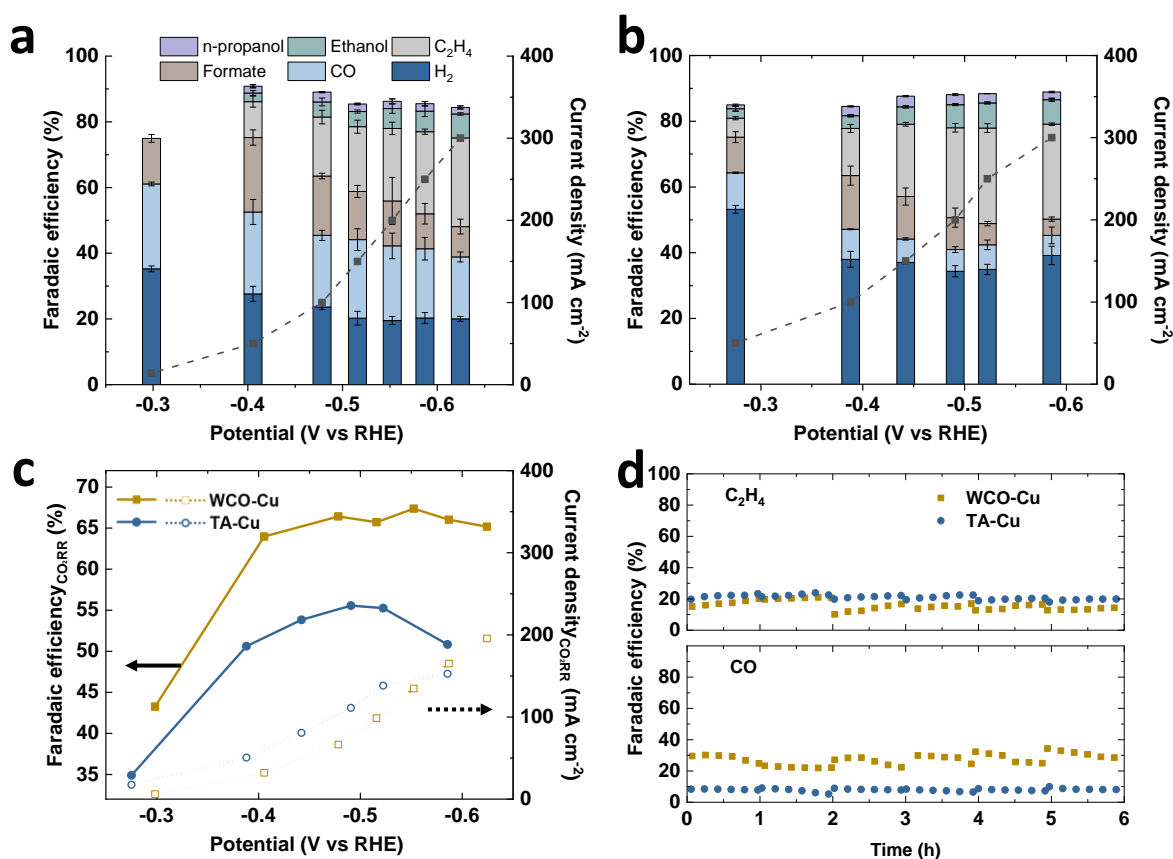 a
n-propanol Ethanol C₂H₄
Formate CO H₂
Faradaic efficiency (%)
100
80
60
40
20
0
-0.3 -0.4 -0.5 -0.6
Potential (V vs RHE)
400
300
200
100
0
Current density (mA cm⁻²)
b
Faradaic efficiency (%)
100
80
60
40
20
0
-0.3 -0.4 -0.5 -0.6
Potential (V vs RHE)
400
300
200
100
0
Current density (mA cm⁻²)
c
WCO-Cu
TA-Cu
Faradaic efficiency CO₂RR (%)
70
65
60
55
50
45
40
35
-0.3 -0.4 -0.5 -0.6
Potential (V vs RHE)
400
300
200
100
0
Current density CO₂RR (mA cm⁻²)
d
C₂H₄
WCO-Cu
TA-Cu
Faradaic efficiency (%)
100
80
60
40
20
0
CO
80
60
40
20
0
0 1 2 3 4 5 6
Time (h)